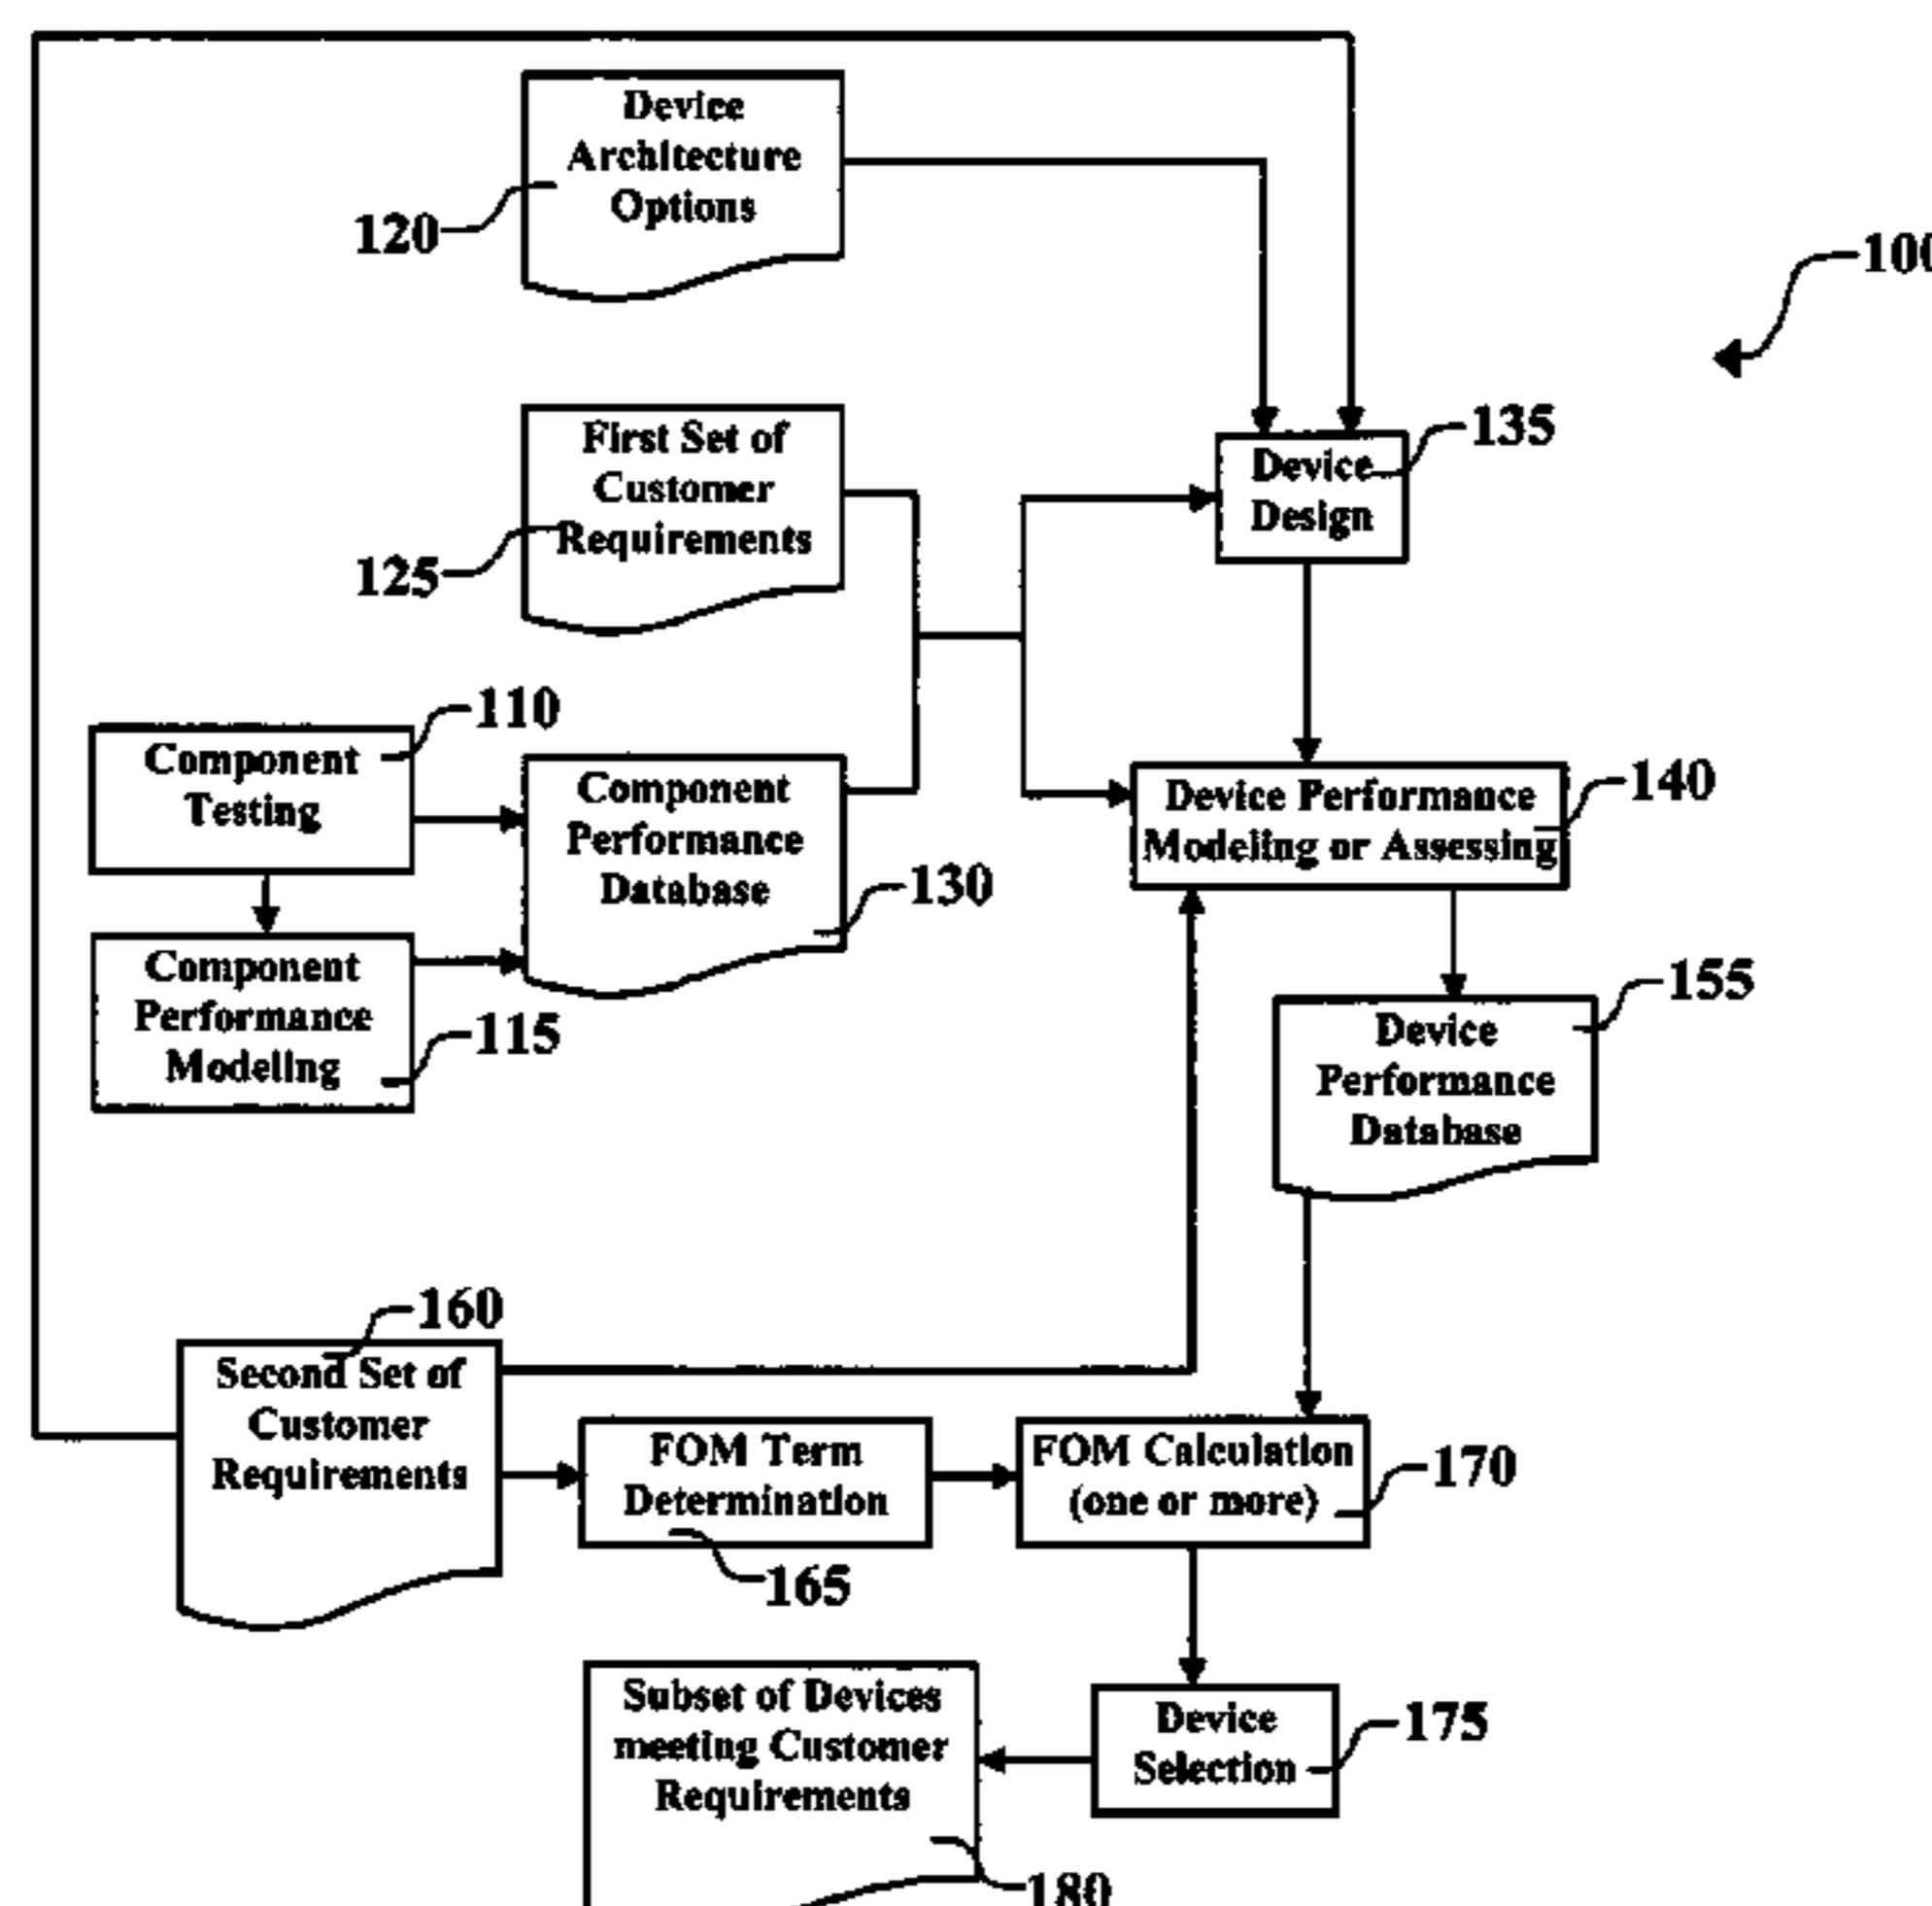 Device
Architecture
Options
120
100
First Set of
Customer
Requirements
125
135
Device
Design
110
Component
Testing
Component
Performance
Database
130
140
Device Performance
Modeling or Assessing
Component
Performance
Modeling
115
155
Device
Performance
Database
160
Second Set of
Customer
Requirements
FOM Term
Determination
165
FOM Calculation
(one or more)
170
Subset of Devices
meeting Customer
Requirements
180
Device
Selection
175